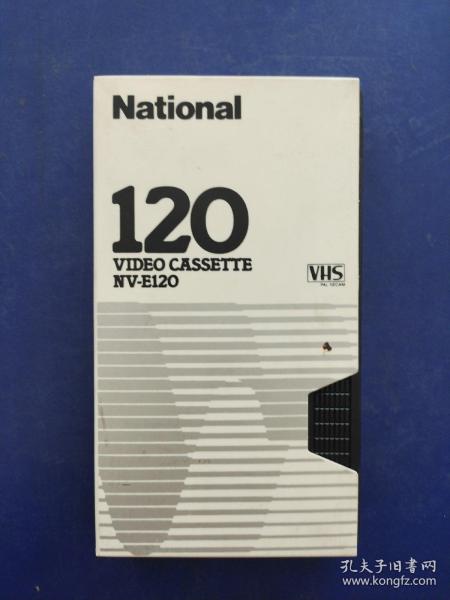 National
120
VIDEO CASSETTE
NV-E120
VHS
PAL SECAM
孔夫子旧书网
www.kongfz.com